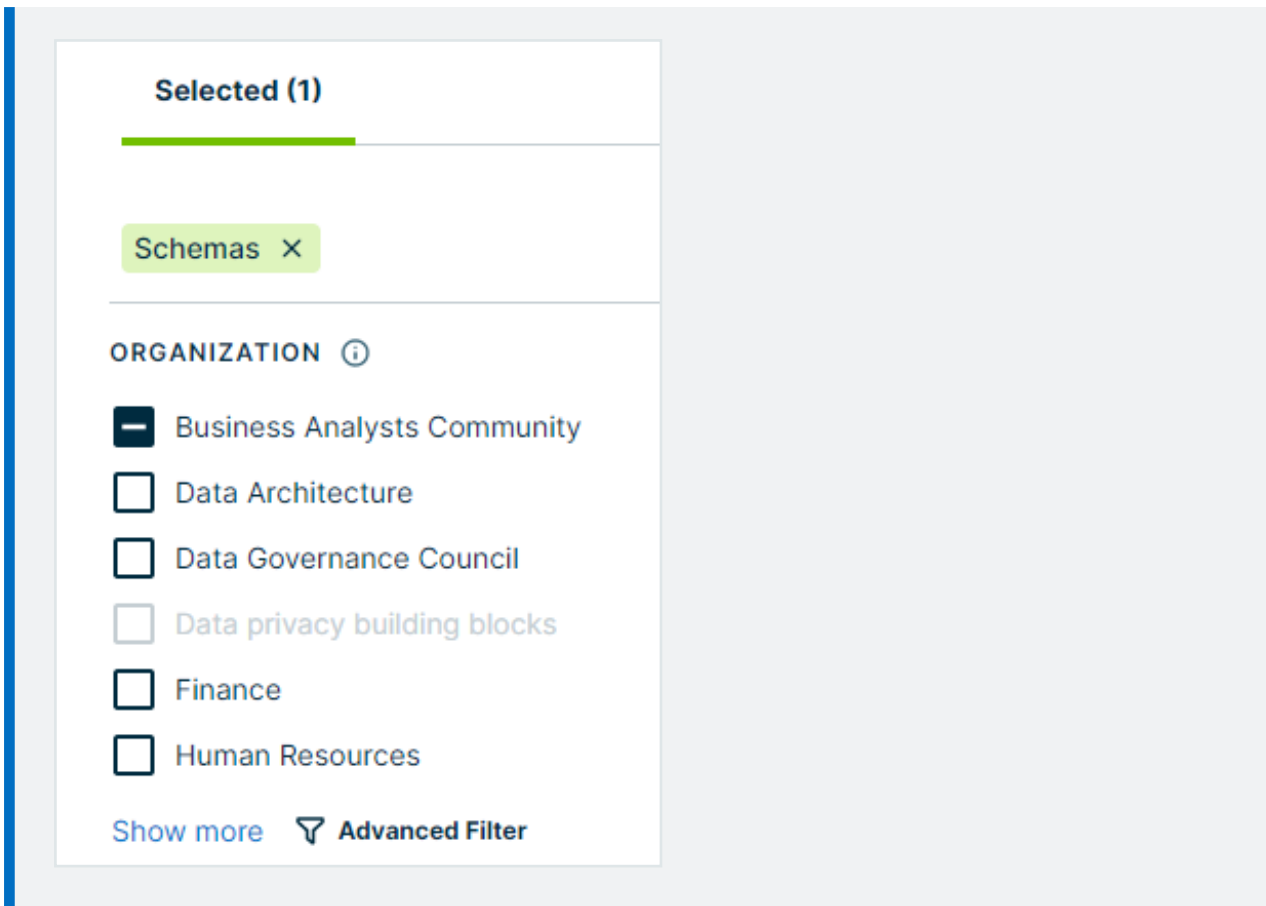 Selected (1)
Schemas
ORGANIZATION
Business Analysts Community
Data Architecture
Data Governance Council
Data privacy building blocks
Finance
Human Resources
Show more Advanced Filter